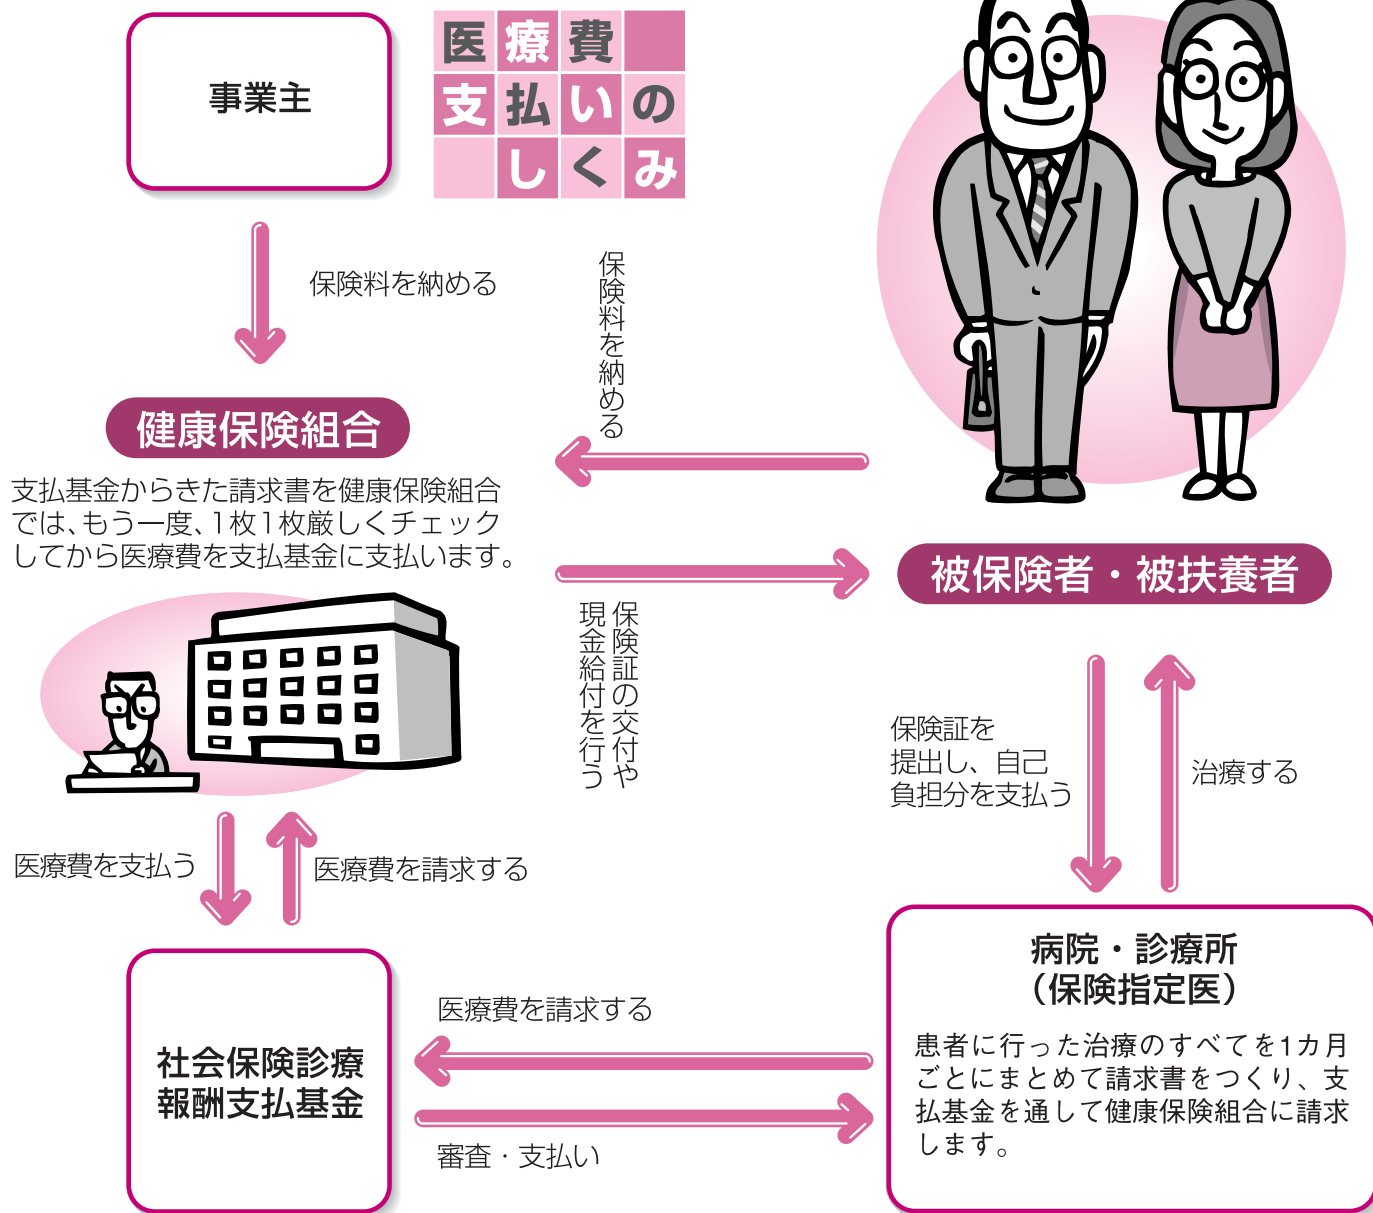 事業主
医療費
支払いの
しくみ
保険料を納める
保険料を納める
健康保険組合
支払基金からきた請求書を健康保険組合
では、もう一度、1枚1枚厳しくチェック
してから医療費を支払基金に支払います。
保険証の交付や
現金給付を行う
被保険者・被扶養者
保険証を
提出し、自己
負担分を支払う
治療する
医療費を支払う
医療費を請求する
社会保険診療
報酬支払基金
医療費を請求する
審査・支払い
病院・診療所
（保険指定医）
患者に行った治療のすべてを1カ月
ごとにまとめて請求書をつくり、支
払基金を通して健康保険組合に請求
します。